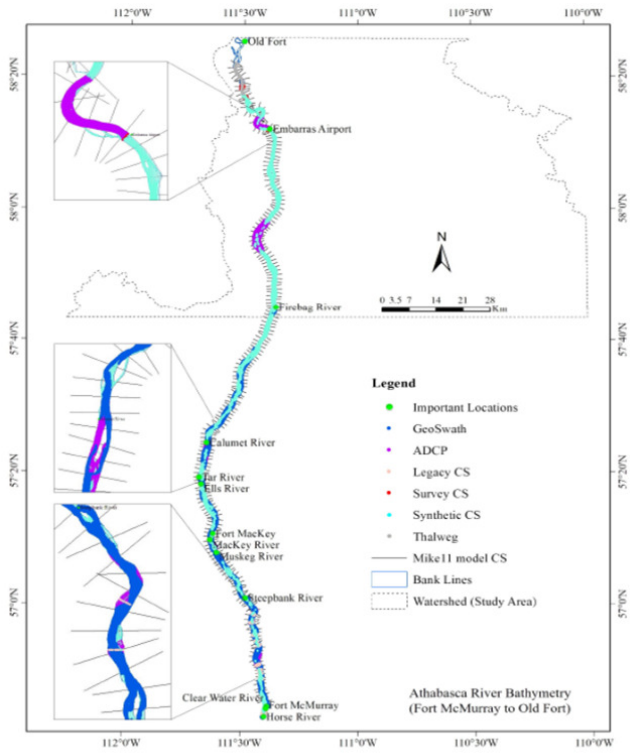 112°0'W 111°30'W 111°0'W 110°30'W 110°0'W
58°20'N
58°20'N
Old Fort
Embarras Airport
58°0'N
58°0'N
N
0 3.5 7 14 21 28
Km
Firebag River
57°40'N
57°40'N
Legend
Important Locations
GeoSwath
ADCP
Legacy CS
Survey CS
Synthetic CS
Thalweg
Mike11 model CS
Bank Lines
Watershed (Study Area)
Calumet River
57°20'N
57°20'N
Tar River
Ells River
Fort MacKey
MacKey River
Muskeg River
57°0'N
57°0'N
Steepbank River
Clear Water River
Fort McMurray
Horse River
Athabasca River Bathymetry
(Fort McMurray to Old Fort)
112°0'W 111°30'W 111°0'W 110°30'W 110°0'W